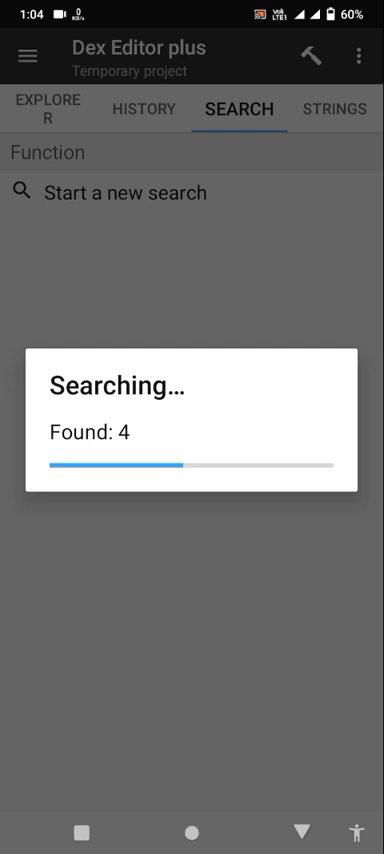 1:04 0 KB/s Vo LTE1 60%
Dex Editor plus
Temporary project
EXPLORE
R
HISTORY
SEARCH
STRINGS
Function
Start a new search
Searching…
Found: 4